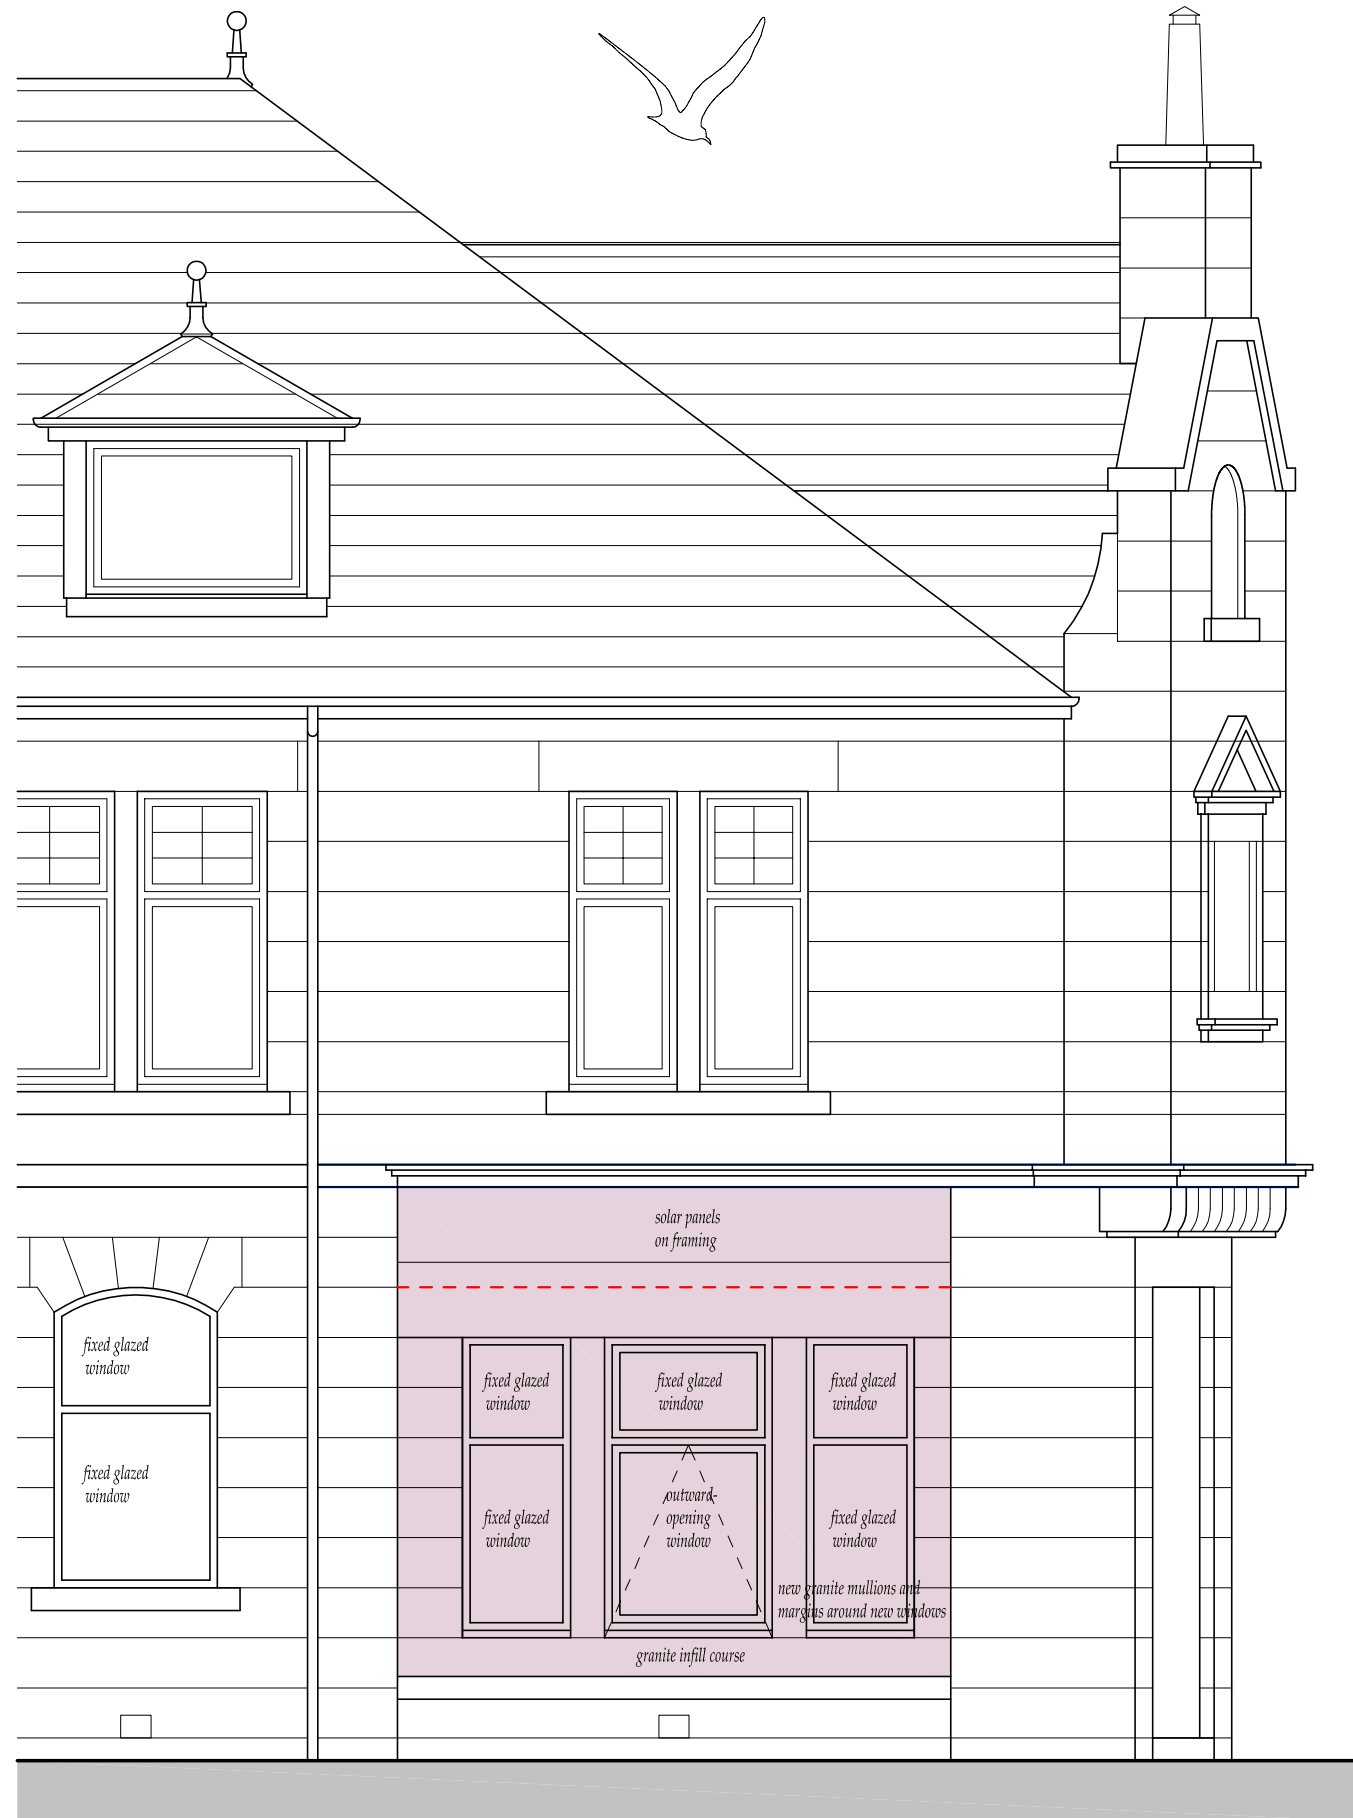 solar panels
on framing
fixed glazed
window
fixed glazed
window
fixed glazed
window
fixed glazed
window
fixed glazed
window
outward-
opening
window
fixed glazed
window
fixed glazed
window
new granite mullions and
margins around new windows
granite infill course